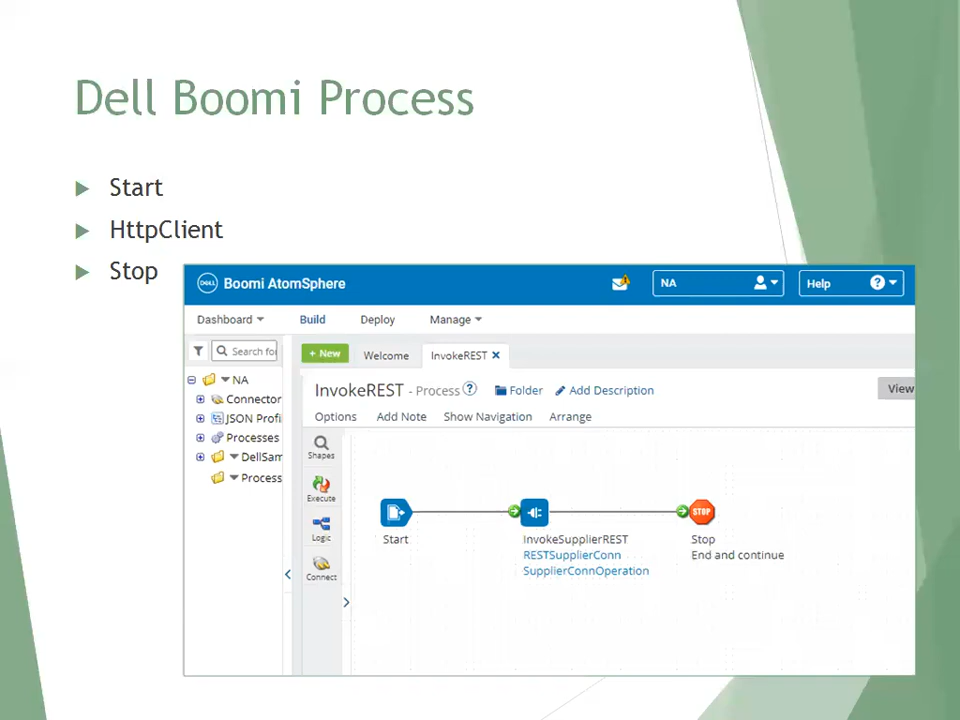 Dell Boomi Process
Start
HttpClient
Stop
DELL Boomi AtomSphere
NA
Help ?
Dashboard Build Deploy Manage
Search for
+ New Welcome InvokeREST ×
NA
InvokeREST - Process ? Folder Add Description
View
Connector
Options Add Note Show Navigation Arrange
JSON Profi
Processes
DellSam
Process
Shapes
Execute
Logic
Connect
STOP
Start
InvokeSupplierREST
RESTSupplierConn
SupplierConnOperation
Stop
End and continue